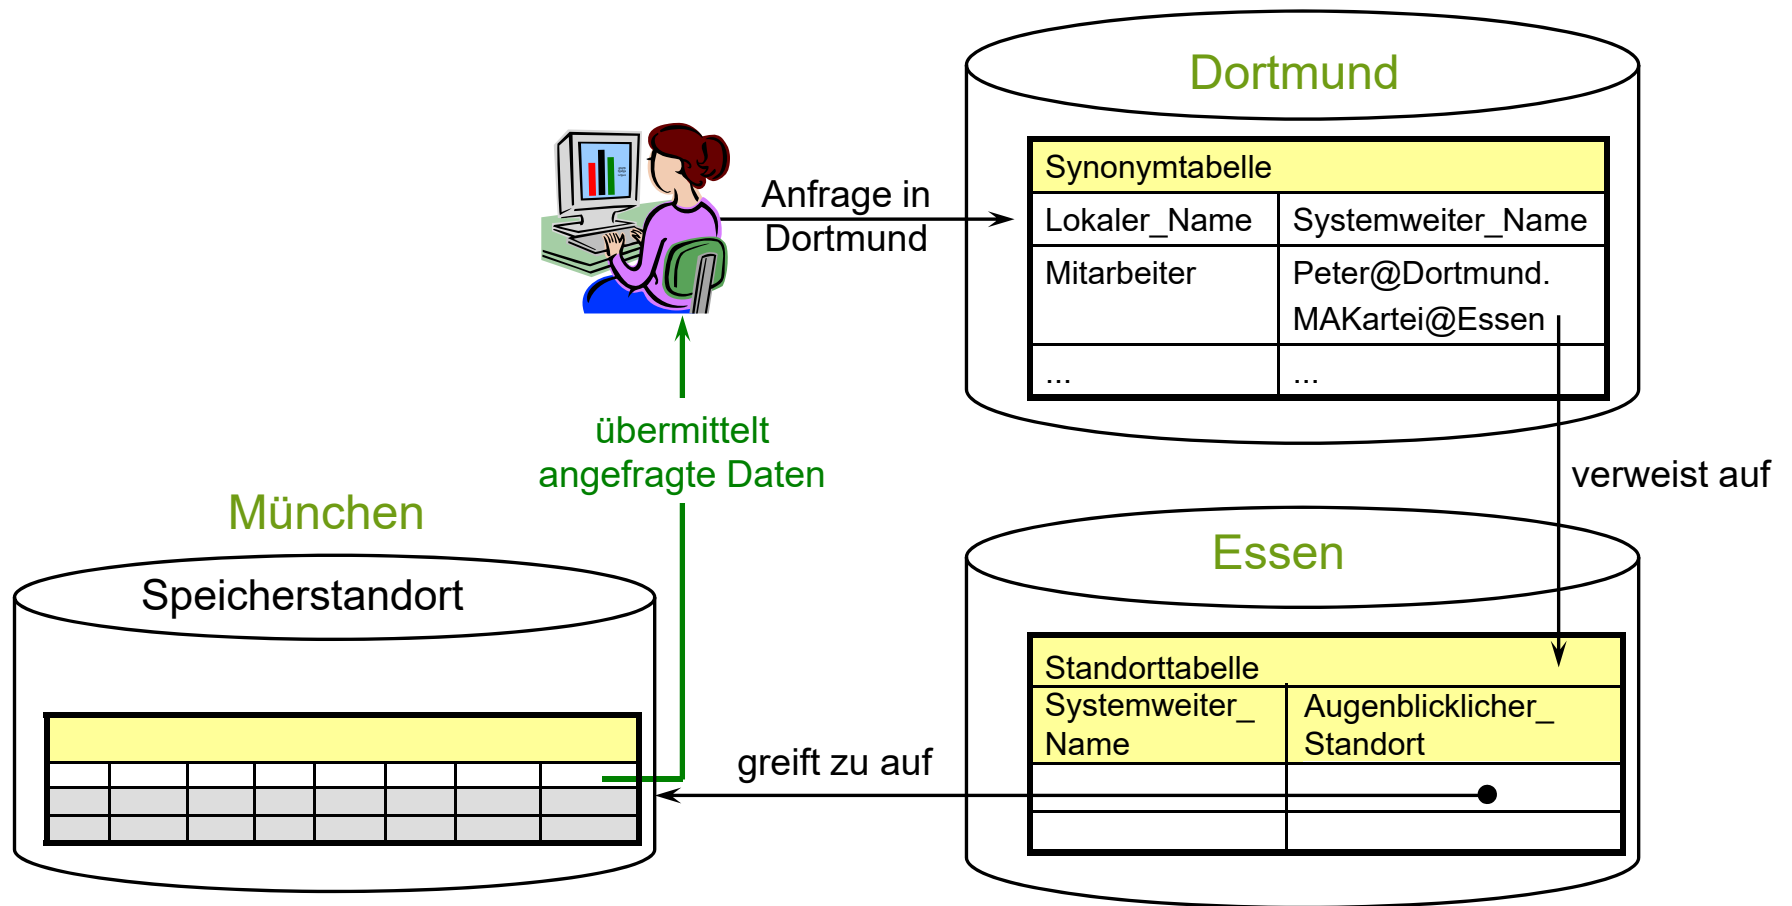 Dortmund
Synonymtabelle
Lokaler_Name
Systemweiter_Name
Mitarbeiter
Peter@Dortmund.
MAKartei@Essen
...
...
Anfrage in
Dortmund
übermittelt
angefragte Daten
verweist auf
München
Speicherstandort
Essen
Standorttabelle
Systemweiter_
Name
Augenblicklicher_
Standort
greift zu auf